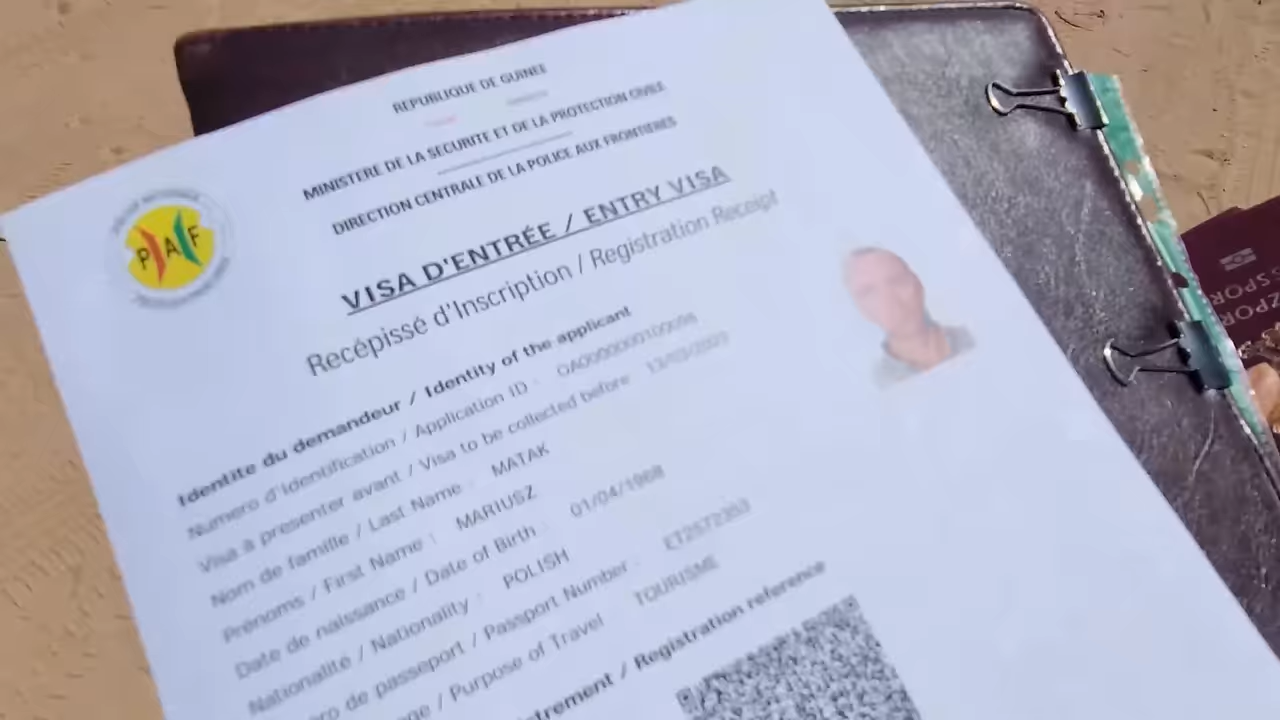 REPUBLIQUE DE GUINEE
MINISTERE DE LA SECURITE ET DE LA PROTECTION CIVILE
DIRECTION CENTRALE DE LA POLICE AUX FRONTIERES
PAF
VISA D'ENTRÉE / ENTRY VISA
Recépissé d'Inscription / Registration Receipt
Identite du demandeur / Identity of the applicant
Numero d'Identification / Application ID :
Visa à presenter avant / Visa to be collected before
Nom de famille / Last Name : MATAK
Prénoms / First Name : MARIUSZ
Date de naissance / Date of Birth : 01/04/1968
Nationalité / Nationality : POLISH
ro de passeport / Passport Number :
ge / Purpose of Travel TOURISME
istrement / Registration reference